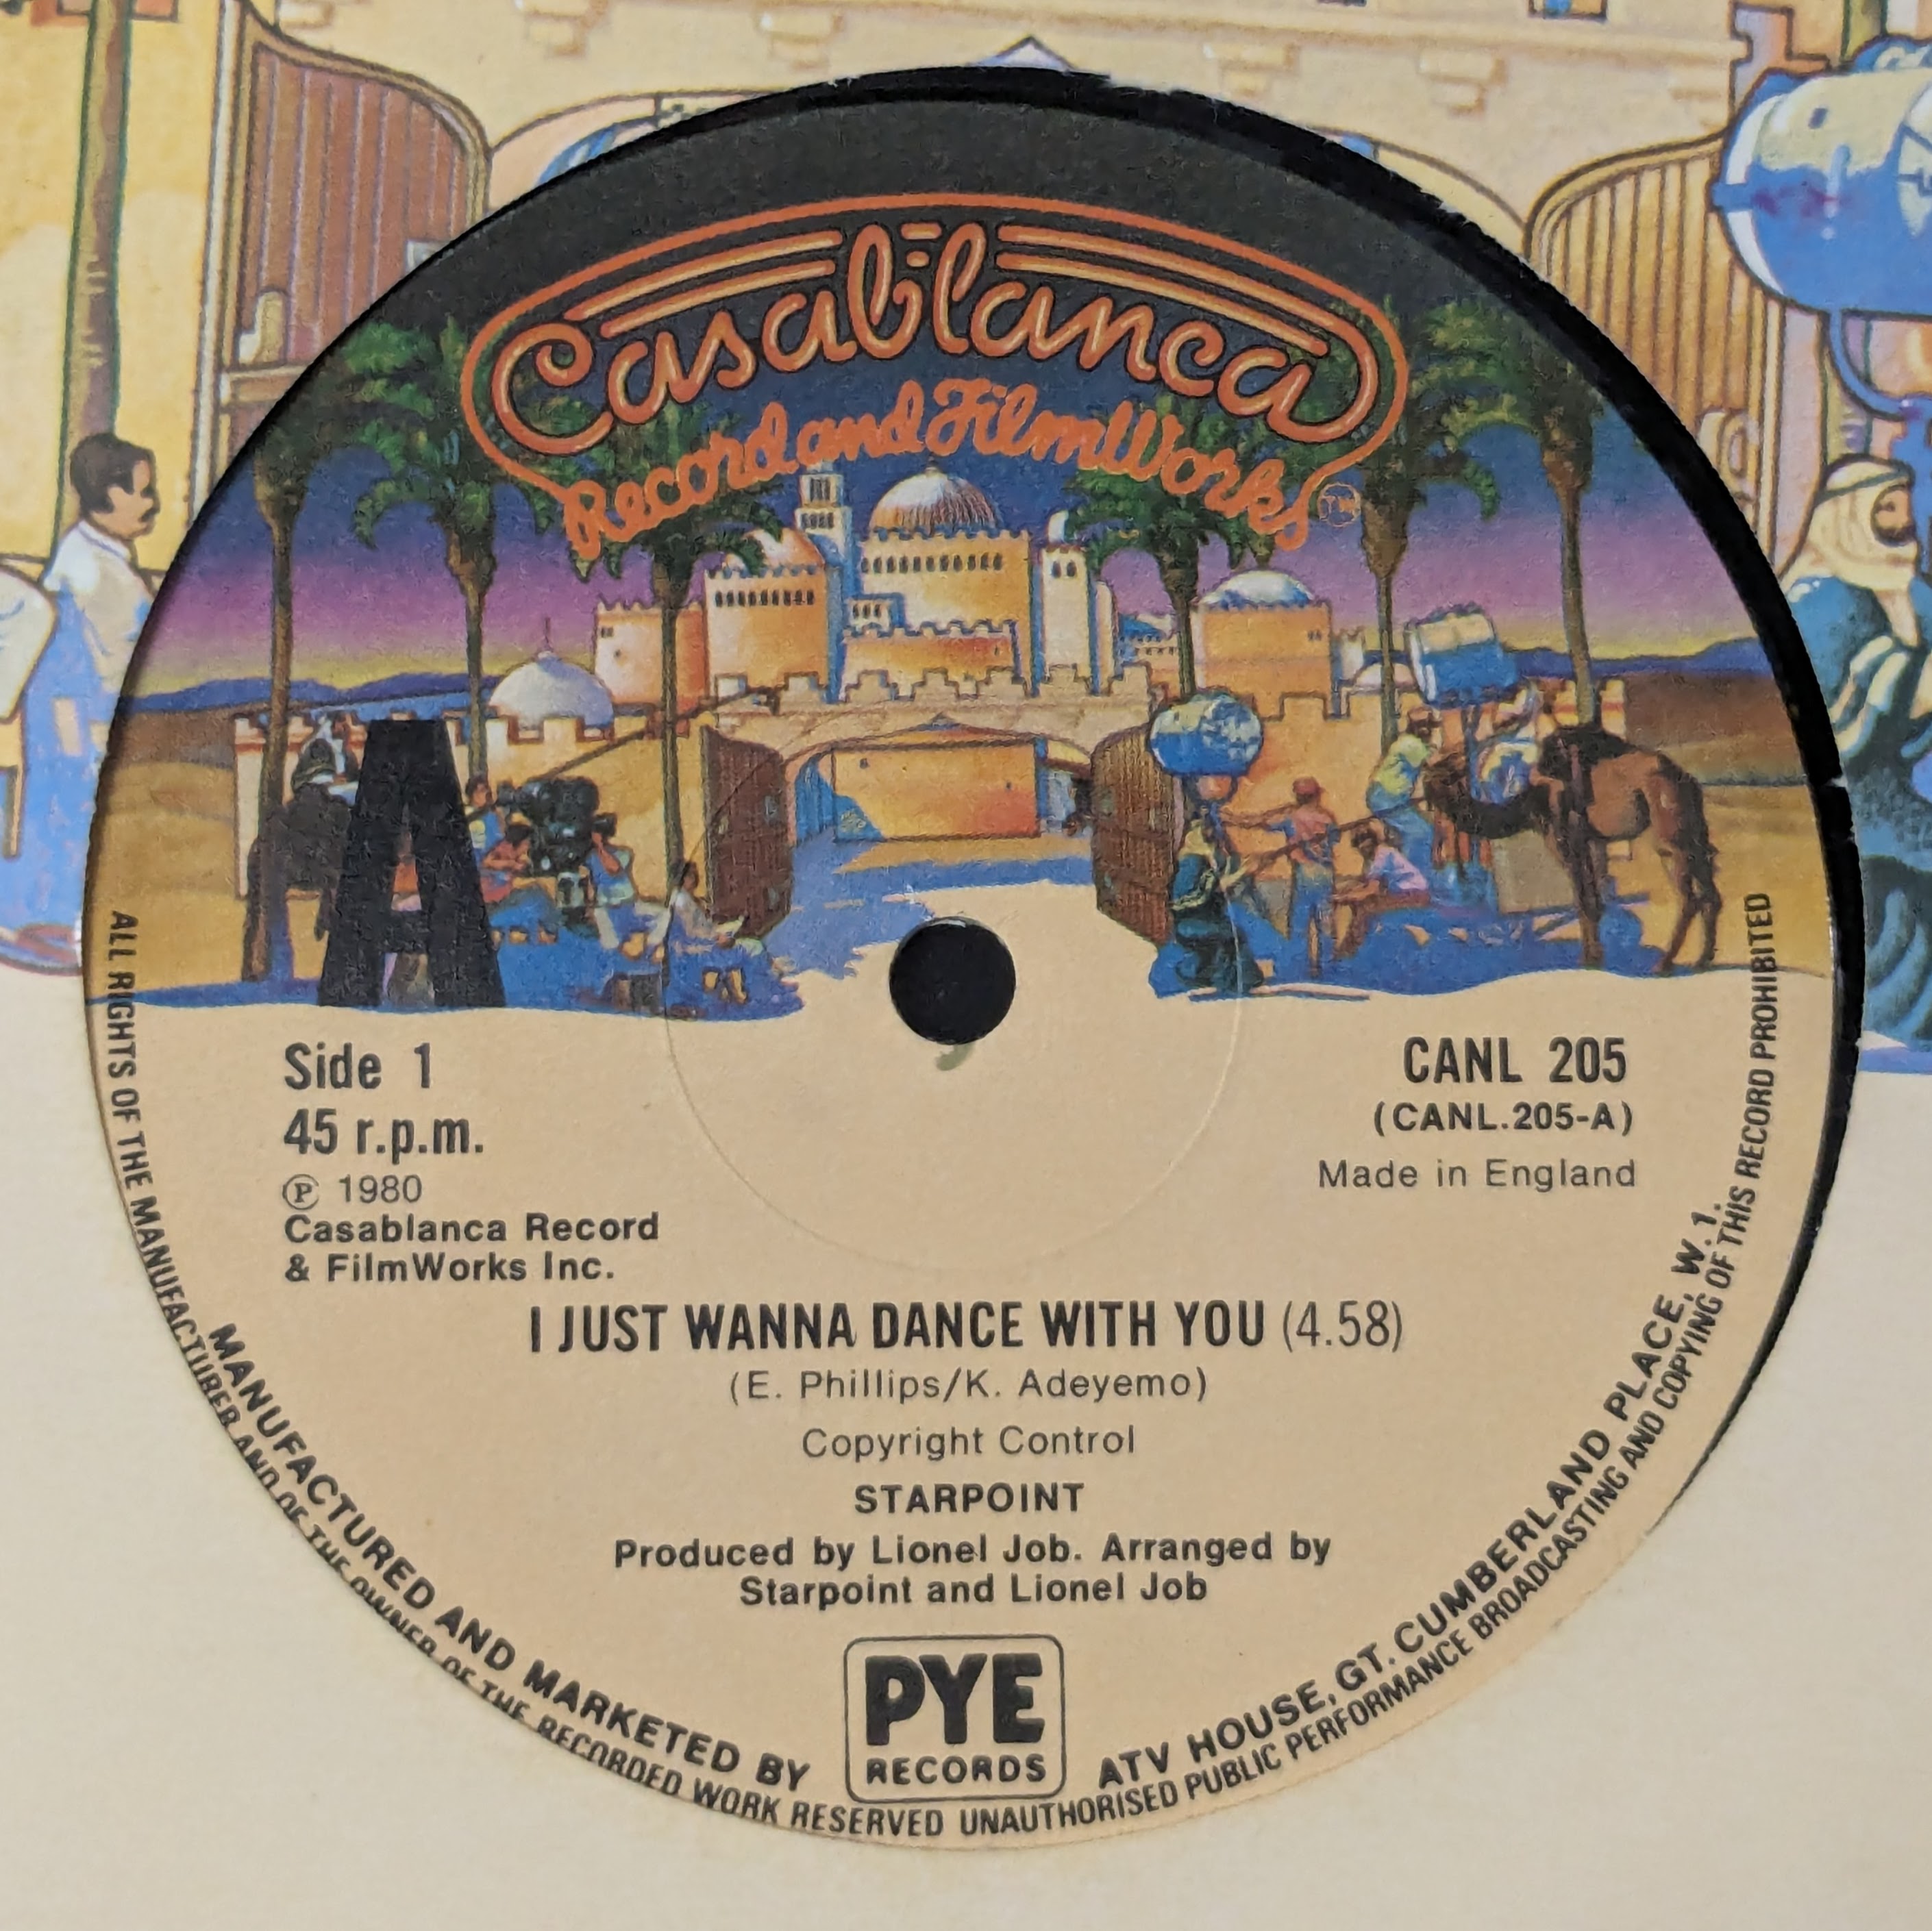 Casablanca
Record and FilmWorks
TM
A
Side 1
45 r.p.m.
Ⓟ 1980
Casablanca Record
& FilmWorks Inc.
CANL 205
(CANL.205-A)
Made in England
I JUST WANNA DANCE WITH YOU (4.58)
(E. Phillips/K. Adeyemo)
Copyright Control
STARPOINT
Produced by Lionel Job. Arranged by
Starpoint and Lionel Job
MANUFACTURED AND MARKETED BY
PYE
RECORDS
ATV HOUSE, GT. CUMBERLAND PLACE, W.1.
ALL RIGHTS OF THE MANUFACTURER AND OF THE OWNER OF THE RECORDED WORK RESERVED UNAUTHORISED PUBLIC PERFORMANCE BROADCASTING AND COPYING OF THIS RECORD PROHIBITED